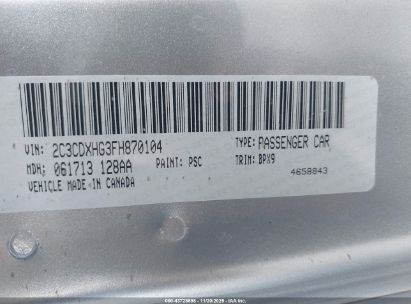 VIN: 2C3CDXHG3FH870104 TYPE: PASSENGER CAR
MDH: 061713 128AA PAINT: PSC TRIM: BPX9
VEHICLE MADE IN CANADA 4658843